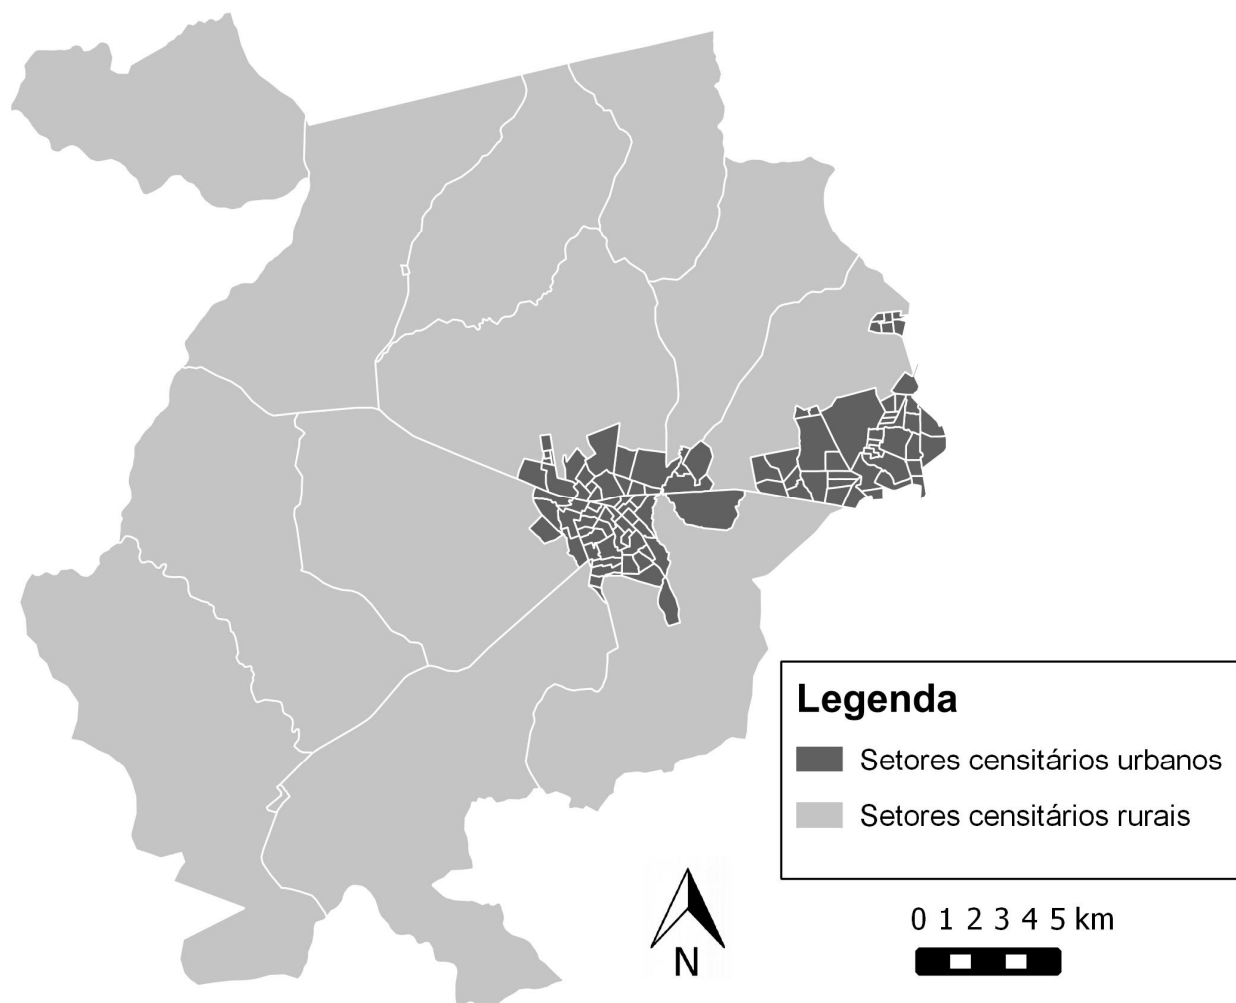 Legenda
Setores censitários urbanos
Setores censitários rurais
N
0 1 2 3 4 5 km